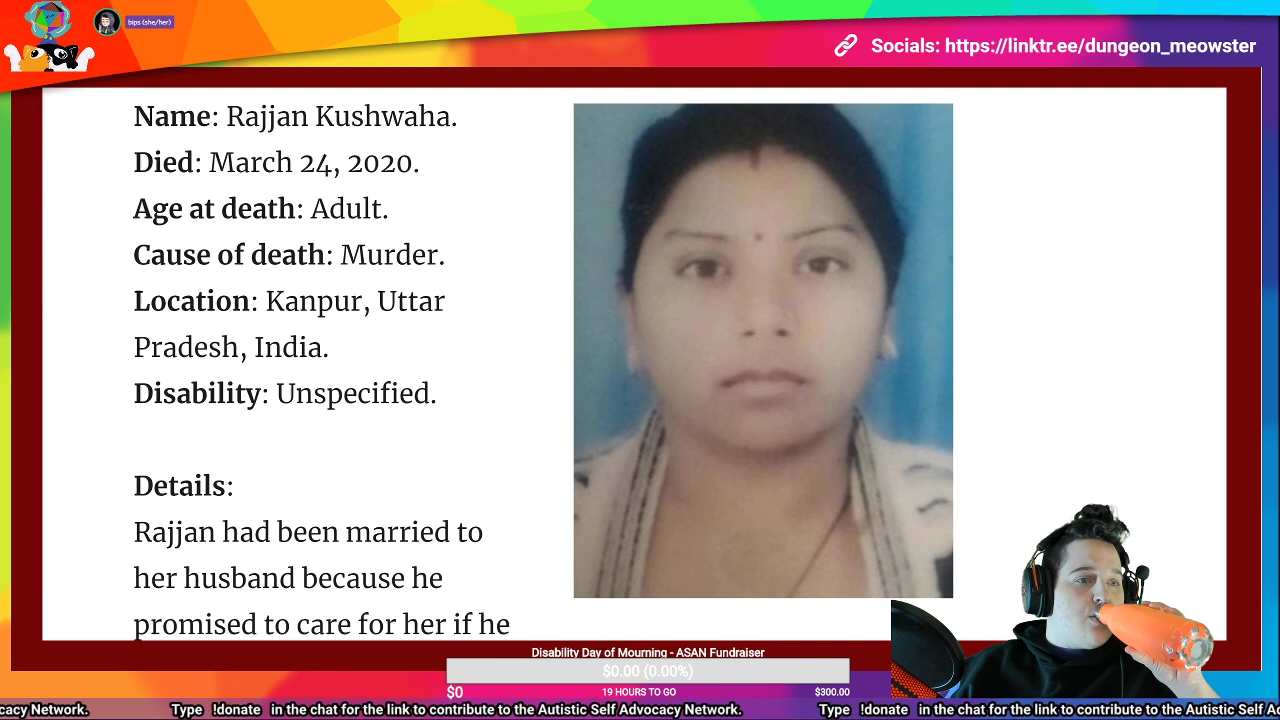 bips (she/her)
Socials: https://linktr.ee/dungeon_meowster
Name: Rajjan Kushwaha.
Died: March 24, 2020.
Age at death: Adult.
Cause of death: Murder.
Location: Kanpur, Uttar
Pradesh, India.
Disability: Unspecified.
Details:
Rajjan had been married to
her husband because he
promised to care for her if he
Disability Day of Mourning - ASAN Fundraiser
$0.00 (0.00%)
$0 19 HOURS TO GO $300.00
cacy Network. Type !donate in the chat for the link to contribute to the Autistic Self Advocacy Network. Type !donate in the chat for the link to contribute to the Autistic Self Ad